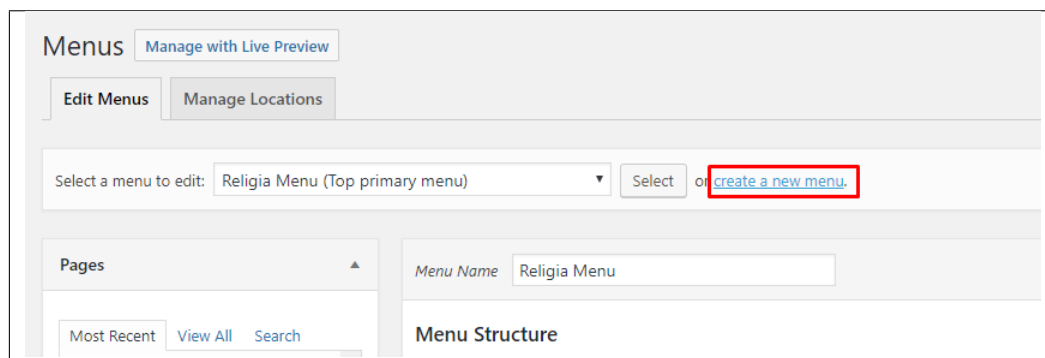 Menus Manage with Live Preview
Edit Menus Manage Locations
Select a menu to edit: Religia Menu (Top primary menu) Select or create a new menu.
Pages Menu Name Religia Menu
Most Recent View All Search Menu Structure